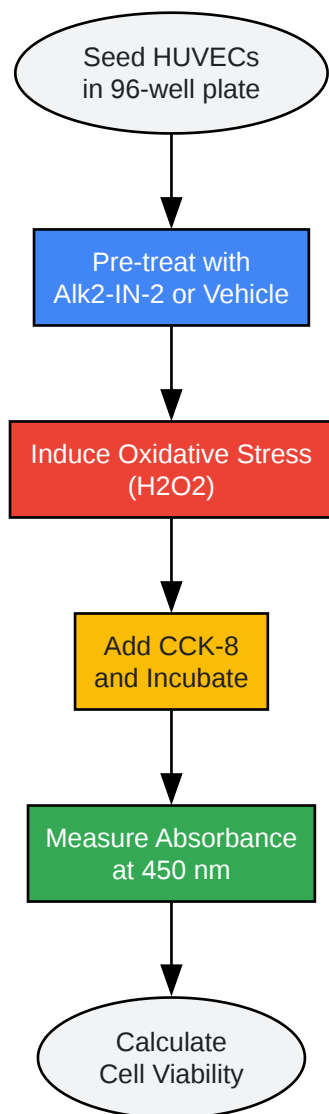 Seed HUVECs
in 96-well plate
Pre-treat with
Alk2-IN-2 or Vehicle
Induce Oxidative Stress
(H2O2)
Add CCK-8
and Incubate
Measure Absorbance
at 450 nm
Calculate
Cell Viability